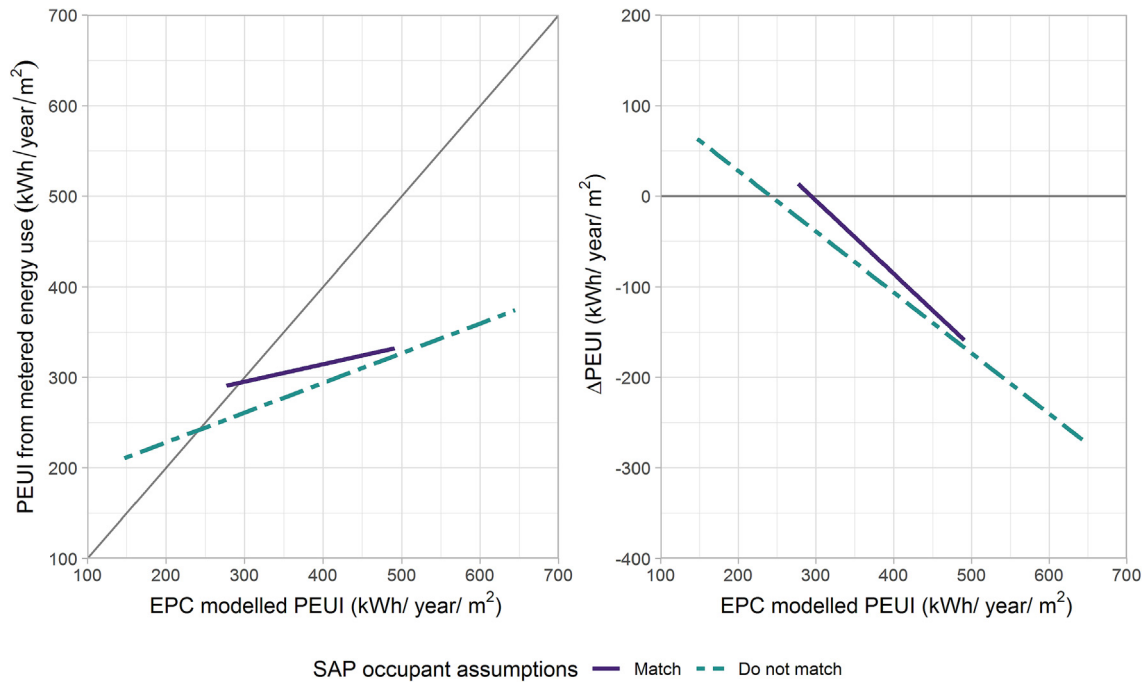 PEUI from metered energy use (kWh/year/m²)
700
600
500
400
300
200
100
100 200 300 400 500 600 700
EPC modelled PEUI (kWh/ year/ m²)
ΔPEUI (kWh/ year/ m²)
200
100
0
-100
-200
-300
-400
100 200 300 400 500 600 700
EPC modelled PEUI (kWh/ year/ m²)
SAP occupant assumptions Match Do not match